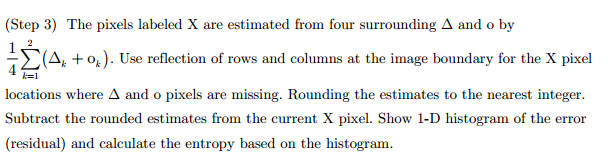 (Step 3) The pixels labeled X are estimated from four surrounding Δ and o by
$\frac{1}{4}\sum_{k=1}^{2}(\Delta_k + o_k)$. Use reflection of rows and columns at the image boundary for the X pixel
locations where Δ and o pixels are missing. Rounding the estimates to the nearest integer.
Subtract the rounded estimates from the current X pixel. Show 1-D histogram of the error
(residual) and calculate the entropy based on the histogram.